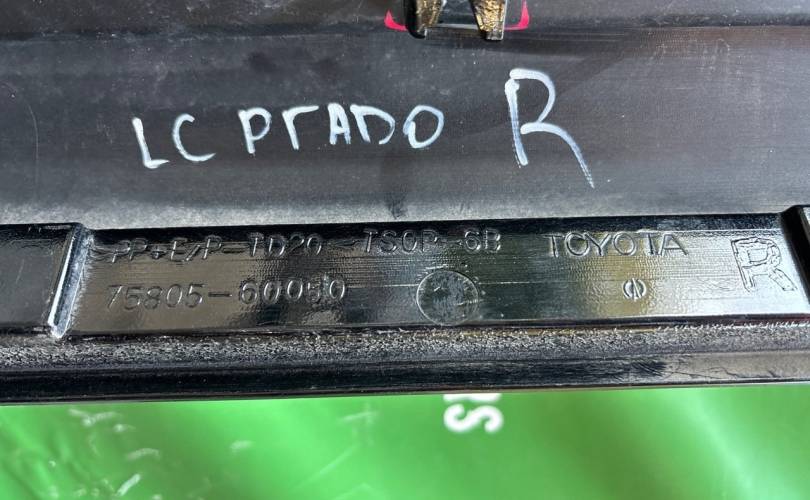 LC PrADO R
>PP+E/P-TD20 TSOP-6B TOYOTA R
75805-60050